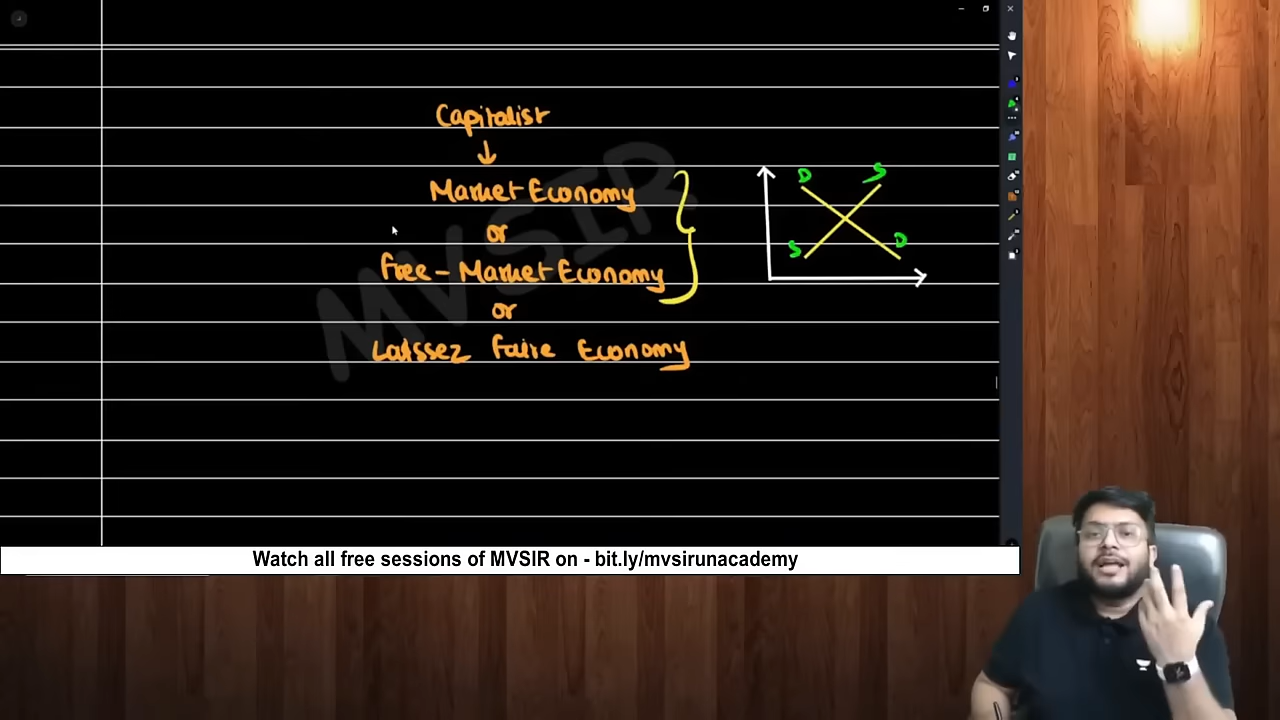 Capitalist
Market Economy
or
free - Market Economy
or
Laissez faire Economy
D
S
S
D
MVSIR
Watch all free sessions of MVSIR on - bit.ly/mvsirunacademy